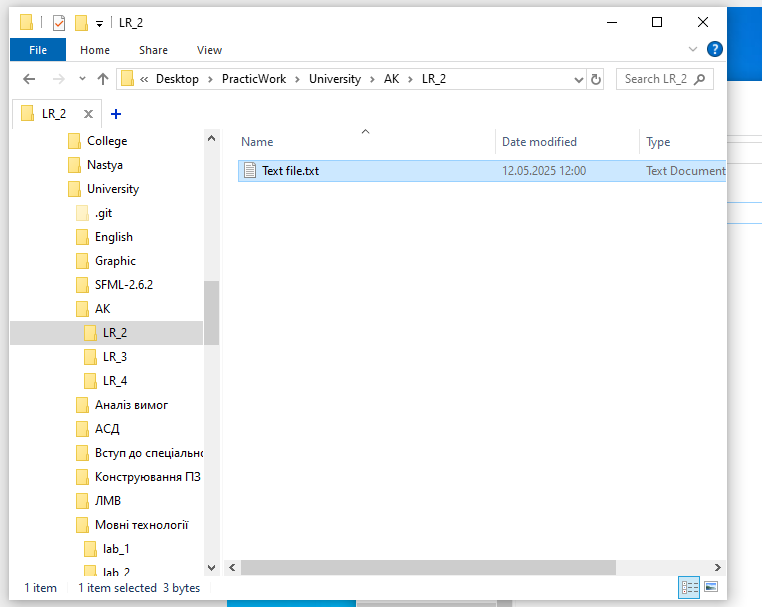 LR_2
File Home Share View
« Desktop › PracticWork › University › AK › LR_2
Search LR_2
LR_2
Name Date modified Type
College
Nastya
University
.git
English
Graphic
SFML-2.6.2
AK
LR_2
LR_3
LR_4
Аналіз вимог
АСД
Вступ до спеціальнс
Конструювання ПЗ
ЛМВ
Мовні технології
lab_1
lab_2
Text file.txt 12.05.2025 12:00 Text Document
1 item 1 item selected 3 bytes